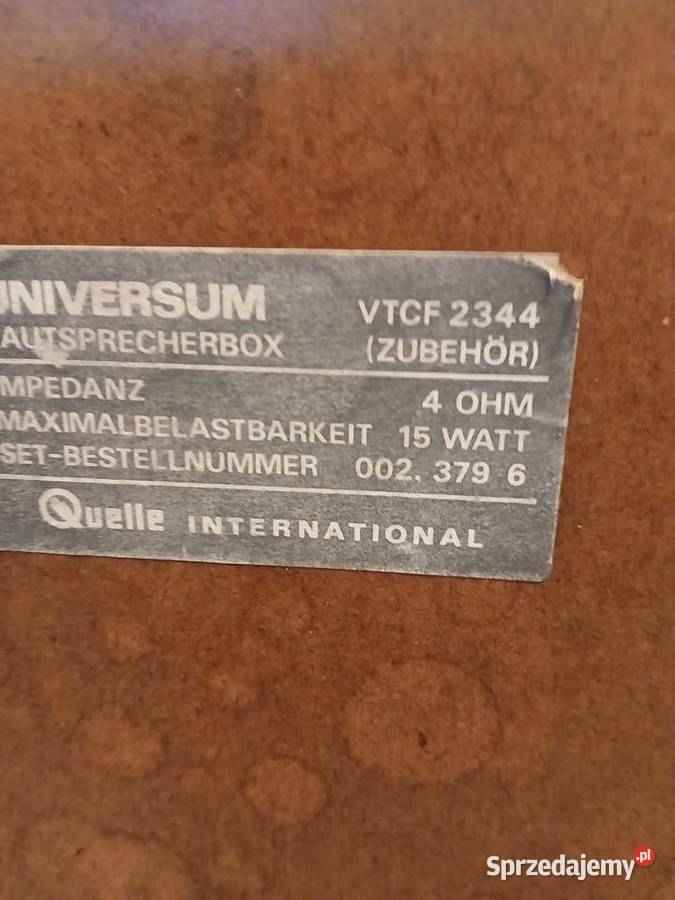 UNIVERSUM VTCF 2344
AUTSPRECHERBOX (ZUBEHÖR)
MPEDANZ 4 OHM
MAXIMALBELASTBARKEIT 15 WATT
SET-BESTELLNUMMER 002. 379 6
Quelle INTERNATIONAL
Sprzedajemy.pl